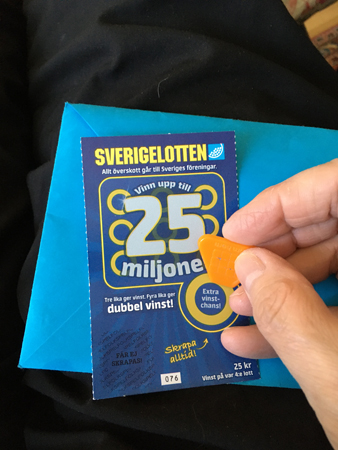 SVERIGELOTTEN
Allt överskott går till Sveriges föreningar.
Vinn upp till
25
miljone
Tre lika ger vinst. Fyra lika ger
dubbel vinst!
Extra
vinst-
chans!
Skrapa
alltid!
FÅR EJ
SKRAPAS!
076
25 kr
Vinst på var 4:e lott